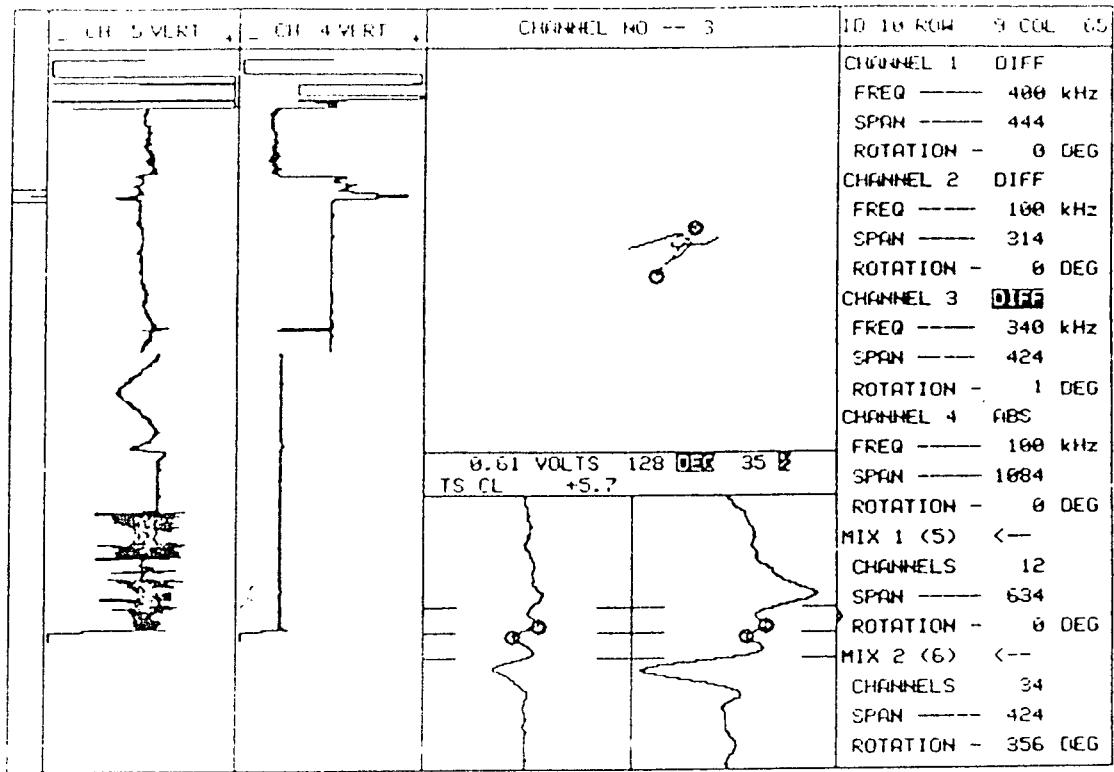 _ CH 5 VERT +
_ CH 4 VERT +
CHANNEL NO -- 3
ID 10 ROW 9 COL 65
CHANNEL 1 DIFF
FREQ ----- 400 kHz
SPAN ----- 444
ROTATION - 0 DEG
CHANNEL 2 DIFF
FREQ ----- 100 kHz
SPAN ----- 314
ROTATION - 0 DEG
CHANNEL 3 DIFF
FREQ ----- 340 kHz
SPAN ----- 424
ROTATION - 1 DEG
CHANNEL 4 ABS
FREQ ----- 100 kHz
SPAN ----- 1084
ROTATION - 0 DEG
MIX 1 (5) <--
CHANNELS 12
SPAN ----- 634
ROTATION - 0 DEG
MIX 2 (6) <--
CHANNELS 34
SPAN ----- 424
ROTATION - 356 DEG
0.61 VOLTS 128 DEG 35 %
TS CL +5.7